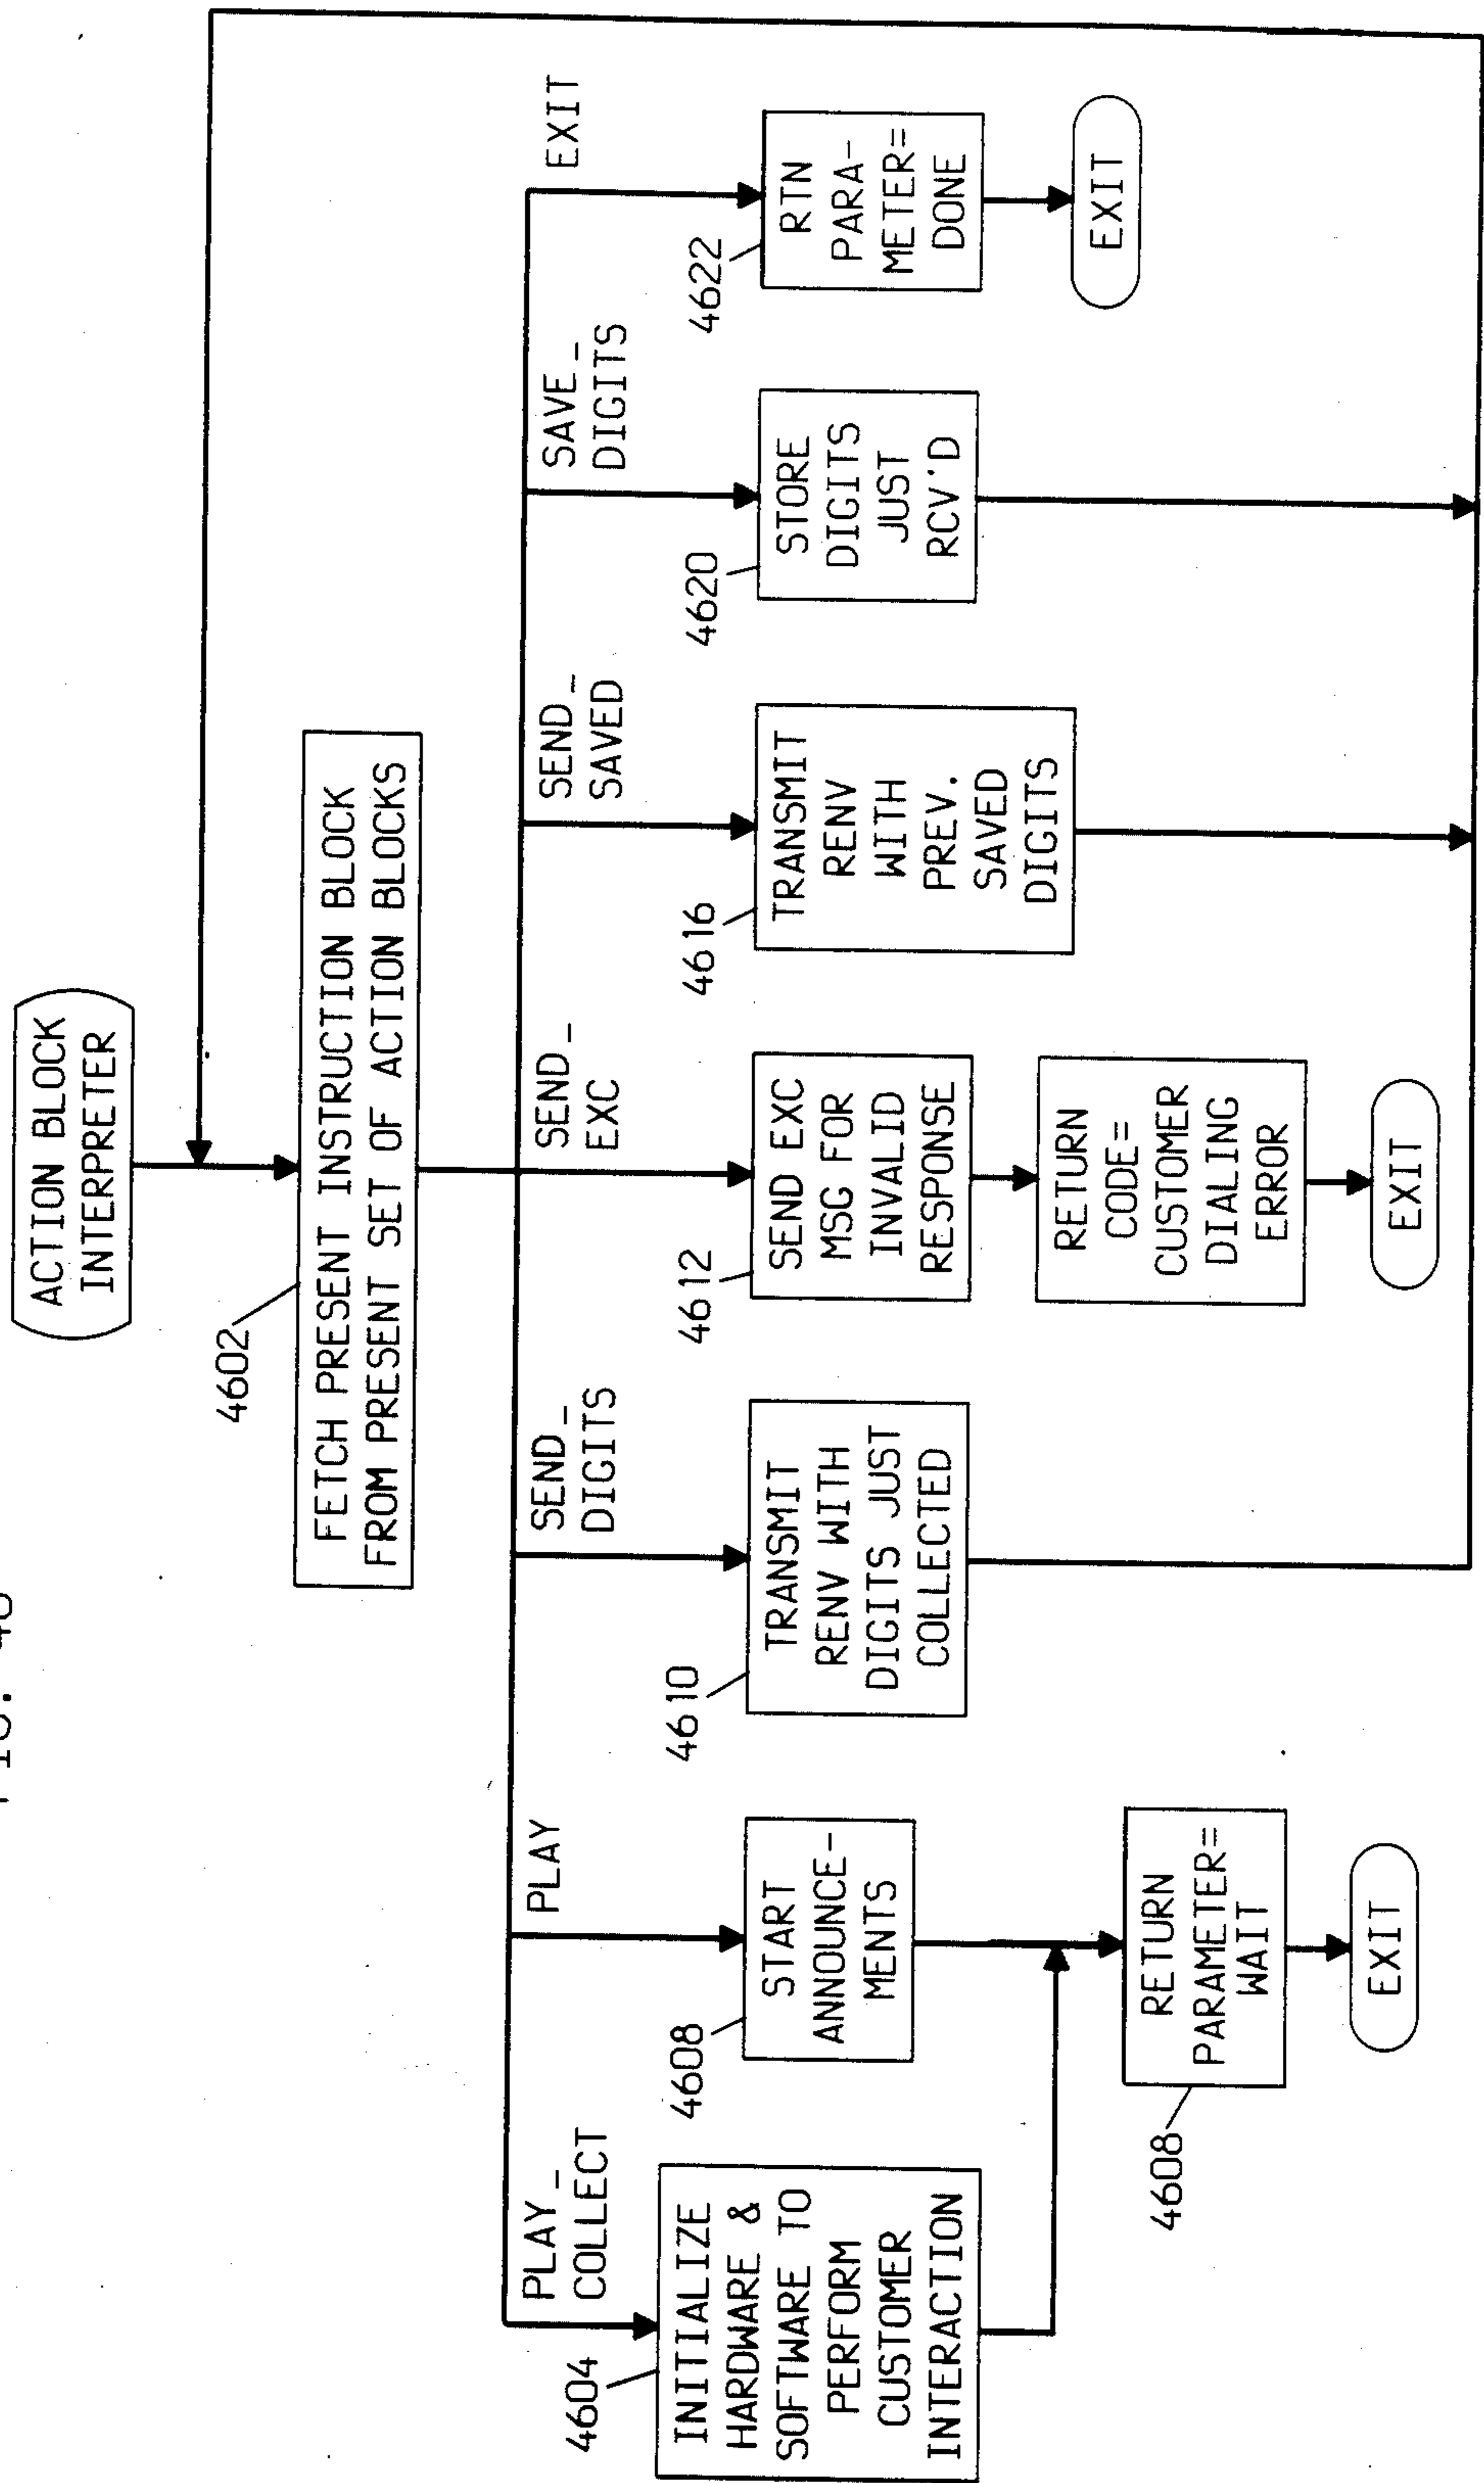 ACTION BLOCK
INTERPRETER
4602
FETCH PRESENT INSTRUCTION BLOCK
FROM PRESENT SET OF ACTION BLOCKS
PLAY_
COLLECT
4604
INITIALIZE
HARDWARE &
SOFTWARE TO
PERFORM
CUSTOMER
INTERACTION
PLAY
4608
START
ANNOUNCE-
MENTS
4608
RETURN
PARAMETER=
WAIT
EXIT
SEND_
DIGITS
4610
TRANSMIT
RENV WITH
DIGITS JUST
COLLECTED
SEND_
EXC
4612
SEND EXC
MSG FOR
INVALID
RESPONSE
RETURN
CODE=
CUSTOMER
DIALING
ERROR
EXIT
SEND_
SAVED
4616
TRANSMIT
RENV
WITH
PREV.
SAVED
DIGITS
SAVE_
DIGITS
4620
STORE
DIGITS
JUST
RCV'D
EXIT
4622
RTN
PARA-
METER=
DONE
EXIT